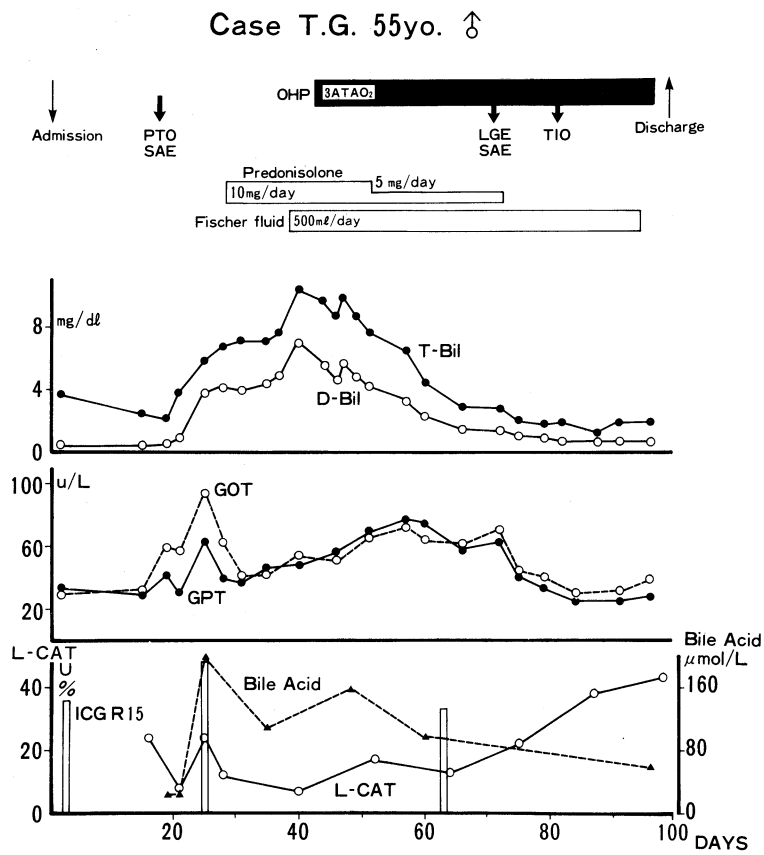 Case T.G. 55yo. ♂
OHP 3ATAO₂
Admission
PTO
SAE
LGE
SAE
TIO
Discharge
Predonisolone
10mg/day
5 mg/day
Fischer fluid 500mℓ/day
mg/dℓ
8
4
0
T-Bil
D-Bil
u/L
100
60
20
GOT
GPT
L-CAT
U
%
40
20
0
ICG R15
Bile Acid
L-CAT
Bile Acid
μmol/L
160
80
0
20 40 60 80 100
DAYS